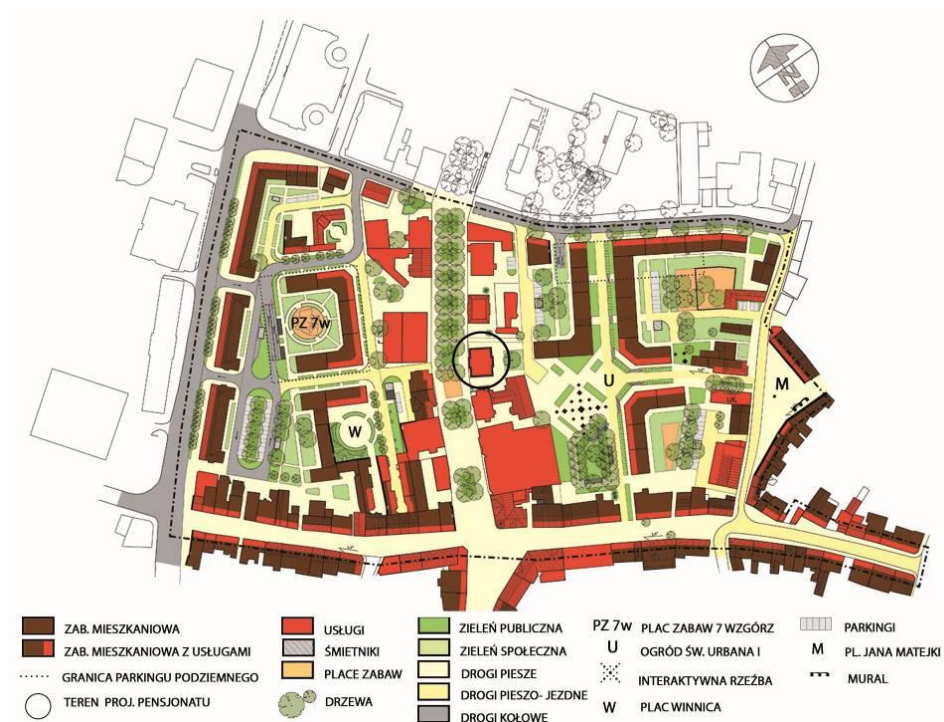 N
PZ 7w
U
M
W
ZAB. MIESZKANIOWA
ZAB. MIESZKANIOWA Z USŁUGAMI
GRANICA PARKINGU PODZIEMNEGO
TEREN PROJ. PENSJONATU
USŁUGI
ŚMIETNIKI
PLACE ZABAW
DRZEWA
ZIELEŃ PUBLICZNA
ZIELEŃ SPOŁECZNA
DROGI PIESZE
DROGI PIESZO- JEZDNE
DROGI KOŁOWE
PZ 7w PLAC ZABAW 7 WZGÓRZ
U OGRÓD ŚW. URBANA I
INTERAKTYWNA RZEŹBA
W PLAC WINNICA
PARKINGI
M PL. JANA MATEJKI
MURAL